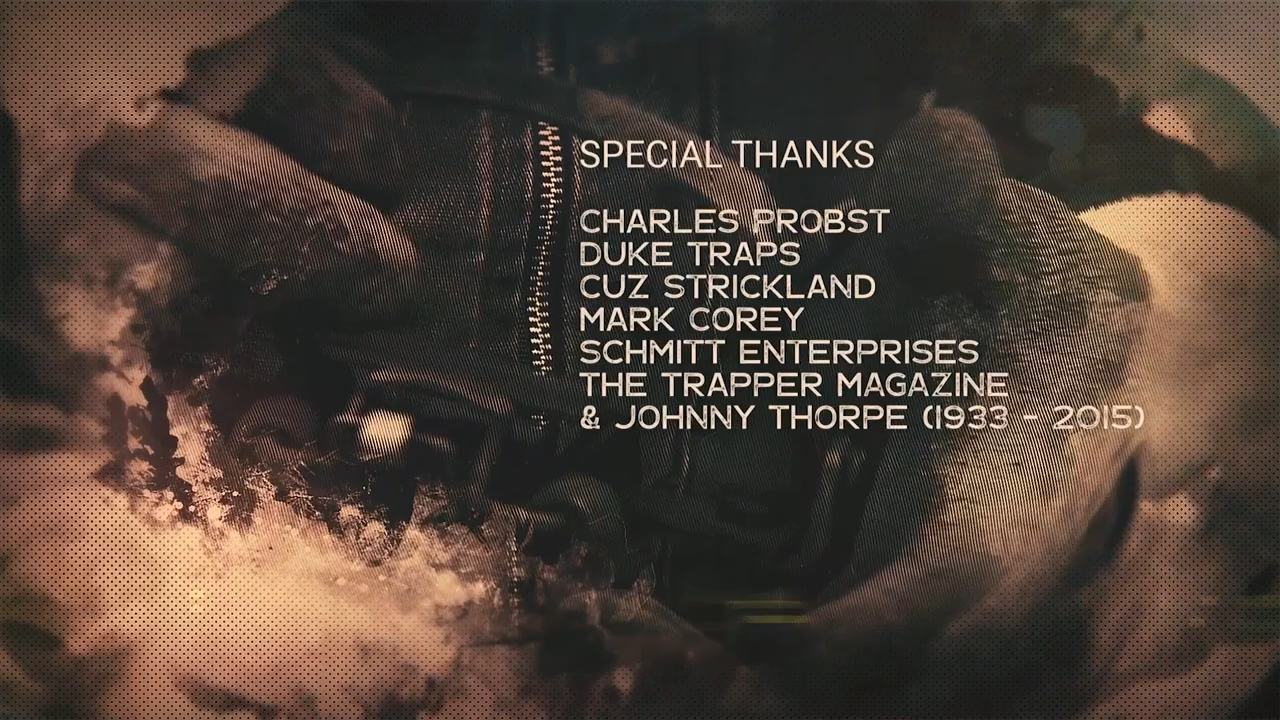 SPECIAL THANKS
CHARLES PROBST
DUKE TRAPS
CUZ STRICKLAND
MARK COREY
SCHMITT ENTERPRISES
THE TRAPPER MAGAZINE
& JOHNNY THORPE (1933 - 2015)